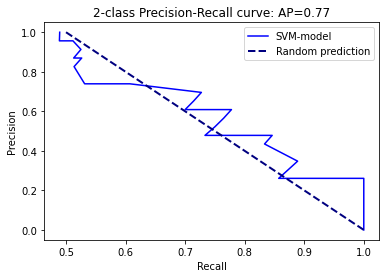 2-class Precision-Recall curve: AP=0.77
SVM-model
Random prediction
Precision
1.0
0.8
0.6
0.4
0.2
0.0
0.5 0.6 0.7 0.8 0.9 1.0
Recall